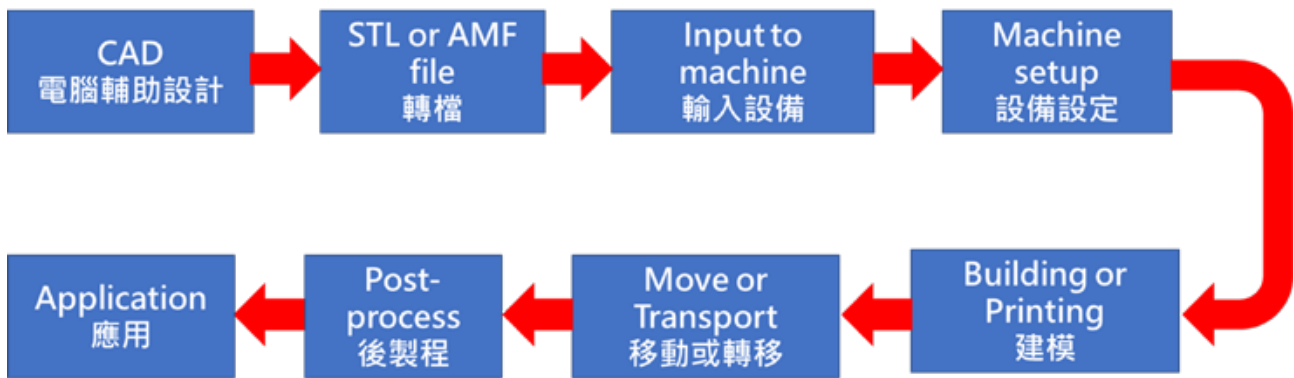 CAD
電腦輔助設計
STL or AMF
file
轉檔
Input to
machine
輸入設備
Machine
setup
設備設定
Building or
Printing
建模
Move or
Transport
移動或轉移
Post-
process
後製程
Application
應用